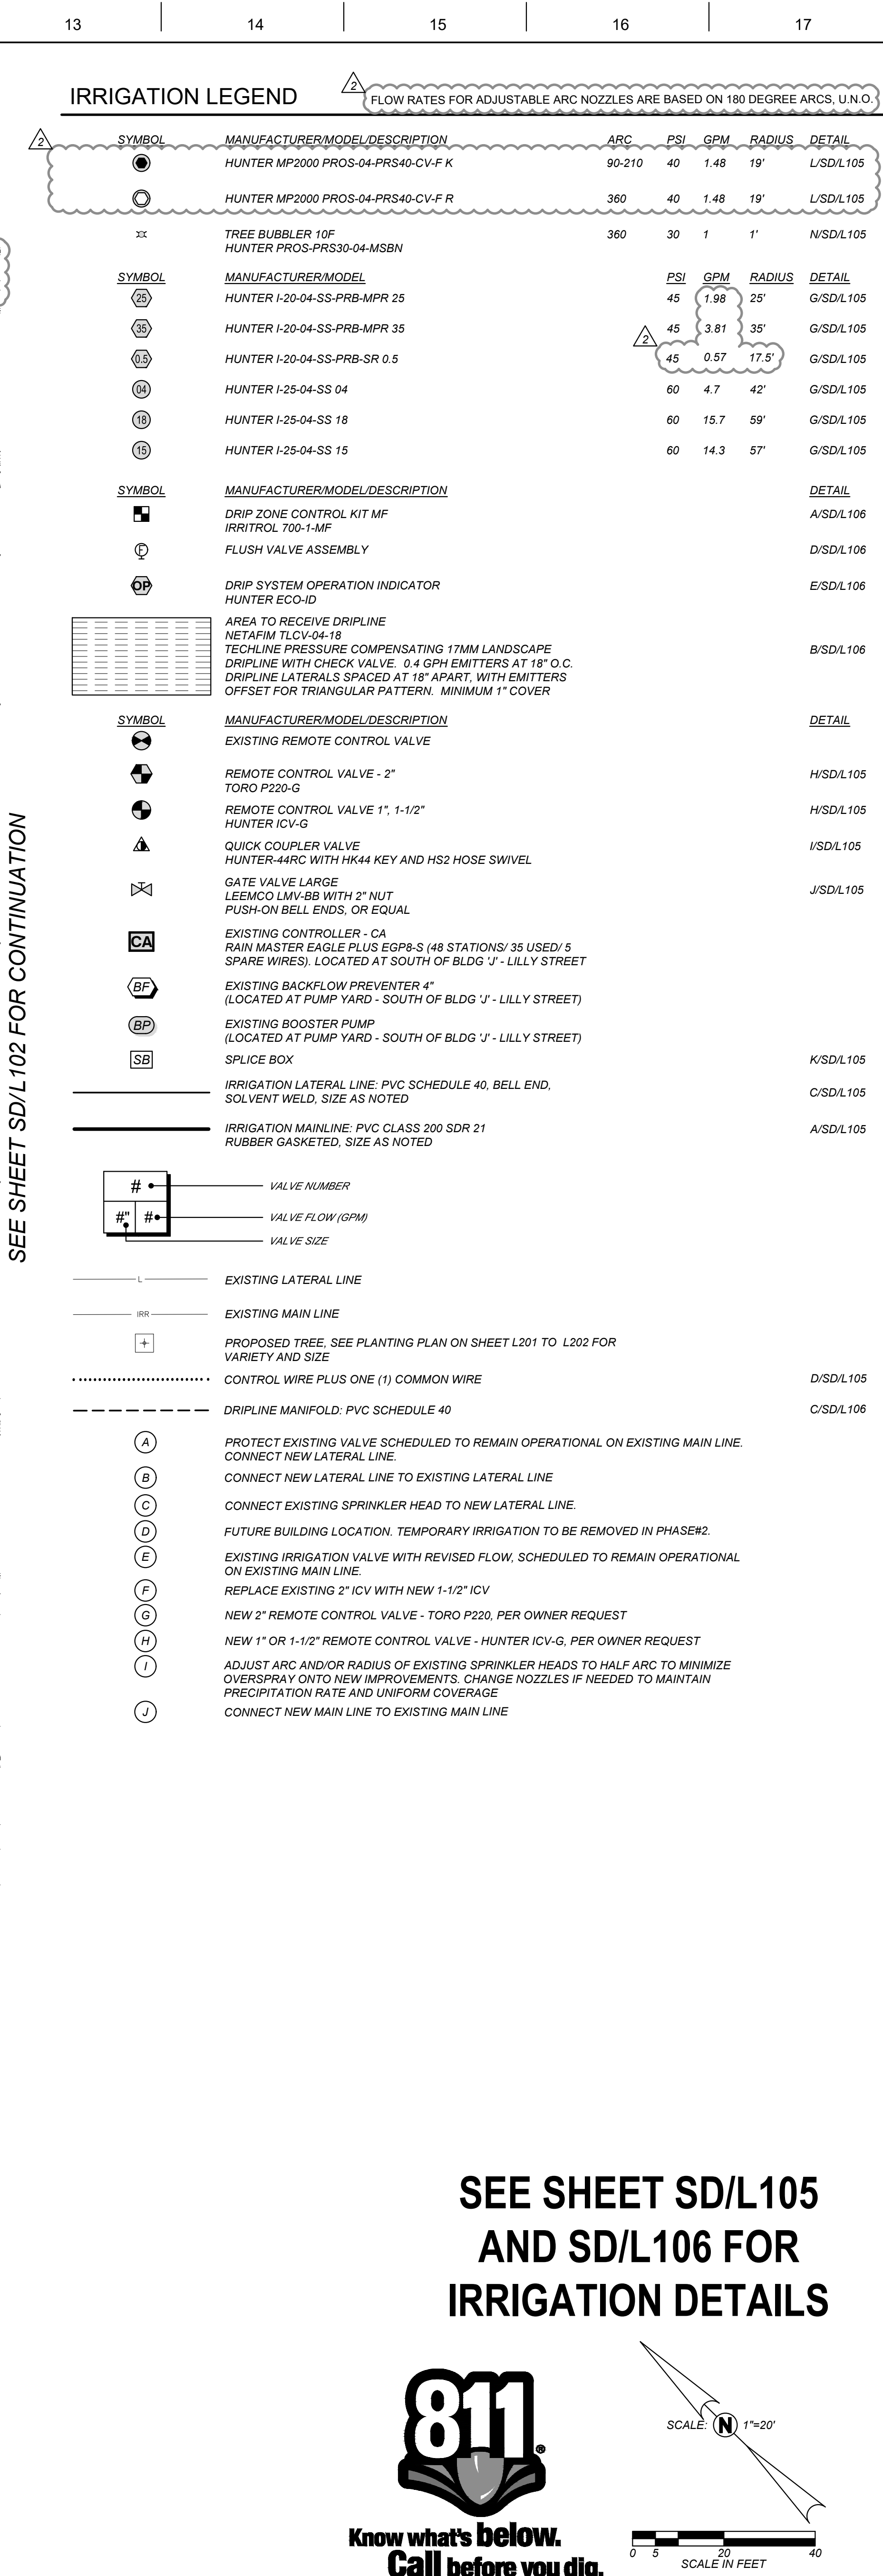 13 14 15 16 17
IRRIGATION LEGEND 2 FLOW RATES FOR ADJUSTABLE ARC NOZZLES ARE BASED ON 180 DEGREE ARCS, U.N.O.
2 SYMBOL MANUFACTURER/MODEL/DESCRIPTION ARC PSI GPM RADIUS DETAIL
HUNTER MP2000 PROS-04-PRS40-CV-F K 90-210 40 1.48 19' L/SD/L105
HUNTER MP2000 PROS-04-PRS40-CV-F R 360 40 1.48 19' L/SD/L105
TREE BUBBLER 10F 360 30 1 1' N/SD/L105
HUNTER PROS-PRS30-04-MSBN
SYMBOL MANUFACTURER/MODEL PSI GPM RADIUS DETAIL
25 HUNTER I-20-04-SS-PRB-MPR 25 45 1.98 25' G/SD/L105
35 HUNTER I-20-04-SS-PRB-MPR 35 45 3.81 35' G/SD/L105
2
0.5 HUNTER I-20-04-SS-PRB-SR 0.5 45 0.57 17.5' G/SD/L105
04 HUNTER I-25-04-SS 04 60 4.7 42' G/SD/L105
18 HUNTER I-25-04-SS 18 60 15.7 59' G/SD/L105
15 HUNTER I-25-04-SS 15 60 14.3 57' G/SD/L105
SYMBOL MANUFACTURER/MODEL/DESCRIPTION DETAIL
DRIP ZONE CONTROL KIT MF A/SD/L106
IRRITROL 700-1-MF
F FLUSH VALVE ASSEMBLY D/SD/L106
OP DRIP SYSTEM OPERATION INDICATOR E/SD/L106
HUNTER ECO-ID
AREA TO RECEIVE DRIPLINE
NETAFIM TLCV-04-18
TECHLINE PRESSURE COMPENSATING 17MM LANDSCAPE B/SD/L106
DRIPLINE WITH CHECK VALVE. 0.4 GPH EMITTERS AT 18" O.C.
DRIPLINE LATERALS SPACED AT 18" APART, WITH EMITTERS
OFFSET FOR TRIANGULAR PATTERN. MINIMUM 1" COVER
SYMBOL MANUFACTURER/MODEL/DESCRIPTION DETAIL
EXISTING REMOTE CONTROL VALVE
REMOTE CONTROL VALVE - 2" H/SD/L105
TORO P220-G
REMOTE CONTROL VALVE 1", 1-1/2" H/SD/L105
HUNTER ICV-G
QUICK COUPLER VALVE I/SD/L105
HUNTER-44RC WITH HK44 KEY AND HS2 HOSE SWIVEL
GATE VALVE LARGE
LEEMCO LMV-BB WITH 2" NUT J/SD/L105
PUSH-ON BELL ENDS, OR EQUAL
EXISTING CONTROLLER - CA
CA RAIN MASTER EAGLE PLUS EGP8-S (48 STATIONS/ 35 USED/ 5
SPARE WIRES). LOCATED AT SOUTH OF BLDG 'J' - LILLY STREET
BF EXISTING BACKFLOW PREVENTER 4"
(LOCATED AT PUMP YARD - SOUTH OF BLDG 'J' - LILLY STREET)
BP EXISTING BOOSTER PUMP
(LOCATED AT PUMP YARD - SOUTH OF BLDG 'J' - LILLY STREET)
SB SPLICE BOX K/SD/L105
IRRIGATION LATERAL LINE: PVC SCHEDULE 40, BELL END, C/SD/L105
SOLVENT WELD, SIZE AS NOTED
IRRIGATION MAINLINE: PVC CLASS 200 SDR 21 A/SD/L105
RUBBER GASKETED, SIZE AS NOTED
# VALVE NUMBER
#" # VALVE FLOW (GPM)
VALVE SIZE
L EXISTING LATERAL LINE
IRR EXISTING MAIN LINE
PROPOSED TREE, SEE PLANTING PLAN ON SHEET L201 TO L202 FOR
VARIETY AND SIZE
CONTROL WIRE PLUS ONE (1) COMMON WIRE D/SD/L105
DRIPLINE MANIFOLD: PVC SCHEDULE 40 C/SD/L106
A PROTECT EXISTING VALVE SCHEDULED TO REMAIN OPERATIONAL ON EXISTING MAIN LINE.
CONNECT NEW LATERAL LINE.
B CONNECT NEW LATERAL LINE TO EXISTING LATERAL LINE
C CONNECT EXISTING SPRINKLER HEAD TO NEW LATERAL LINE.
D FUTURE BUILDING LOCATION. TEMPORARY IRRIGATION TO BE REMOVED IN PHASE#2.
E EXISTING IRRIGATION VALVE WITH REVISED FLOW, SCHEDULED TO REMAIN OPERATIONAL
ON EXISTING MAIN LINE.
F REPLACE EXISTING 2" ICV WITH NEW 1-1/2" ICV
G NEW 2" REMOTE CONTROL VALVE - TORO P220, PER OWNER REQUEST
H NEW 1" OR 1-1/2" REMOTE CONTROL VALVE - HUNTER ICV-G, PER OWNER REQUEST
I ADJUST ARC AND/OR RADIUS OF EXISTING SPRINKLER HEADS TO HALF ARC TO MINIMIZE
OVERSPRAY ONTO NEW IMPROVEMENTS. CHANGE NOZZLES IF NEEDED TO MAINTAIN
PRECIPITATION RATE AND UNIFORM COVERAGE
J CONNECT NEW MAIN LINE TO EXISTING MAIN LINE
SEE SHEET SD/L102 FOR CONTINUATION
SEE SHEET SD/L105
AND SD/L106 FOR
IRRIGATION DETAILS
811®
Know what's below.
Call before you dig.
SCALE: N 1"=20'
0 5 20 40
SCALE IN FEET